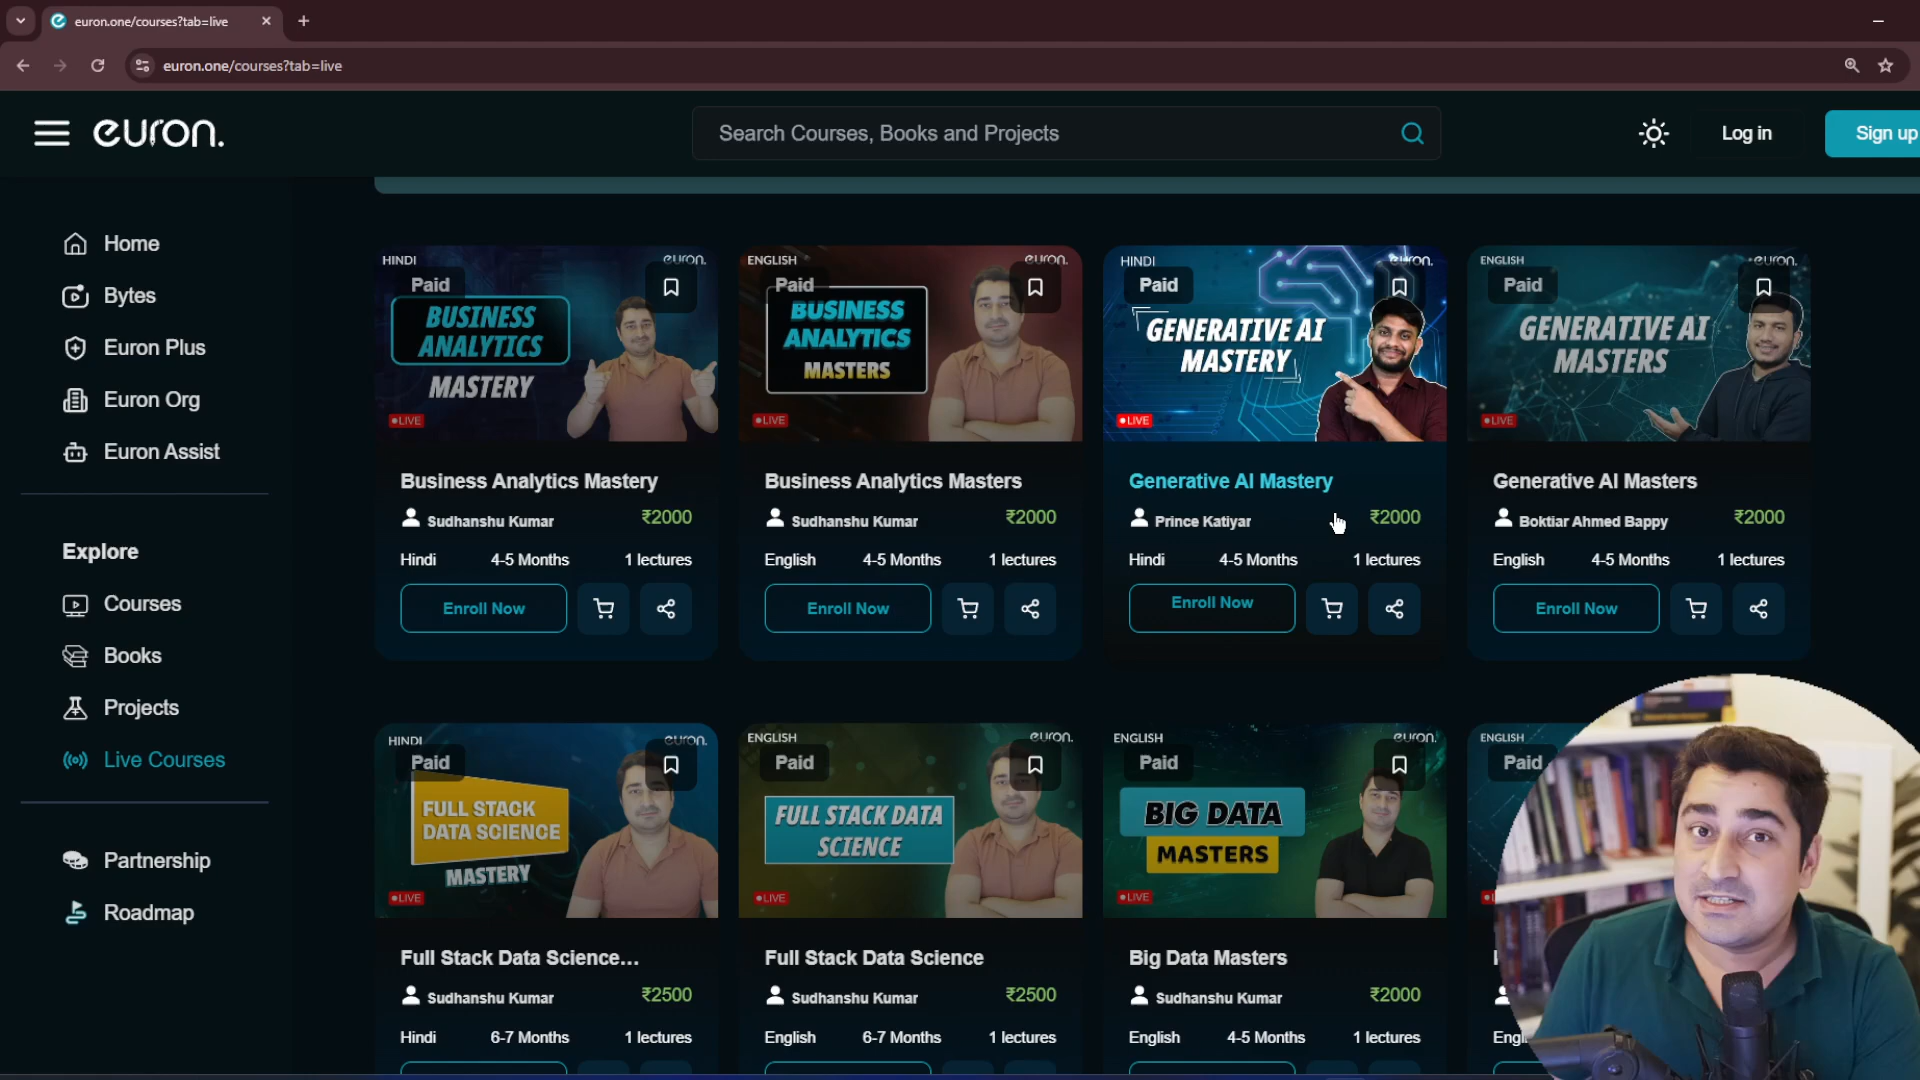 euron.one/courses?tab=live
euron.one/courses?tab=live
euron.
Search Courses, Books and Projects
Log in
Sign up
Home
Bytes
Euron Plus
Euron Org
Euron Assist
Explore
Courses
Books
Projects
Live Courses
Partnership
Roadmap
HINDI
euron.
Paid
BUSINESS
ANALYTICS
MASTERY
LIVE
Business Analytics Mastery
Sudhanshu Kumar
₹2000
Hindi
4-5 Months
1 lectures
Enroll Now
ENGLISH
euron.
Paid
BUSINESS
ANALYTICS
MASTERS
LIVE
Business Analytics Masters
Sudhanshu Kumar
₹2000
English
4-5 Months
1 lectures
Enroll Now
HINDI
euron.
Paid
GENERATIVE AI
MASTERY
LIVE
Generative AI Mastery
Prince Katiyar
₹2000
Hindi
4-5 Months
1 lectures
Enroll Now
ENGLISH
euron.
Paid
GENERATIVE AI
MASTERS
LIVE
Generative AI Masters
Boktiar Ahmed Bappy
₹2000
English
4-5 Months
1 lectures
Enroll Now
HINDI
euron.
Paid
FULL STACK
DATA SCIENCE
MASTERY
LIVE
Full Stack Data Science...
Sudhanshu Kumar
₹2500
Hindi
6-7 Months
1 lectures
ENGLISH
euron.
Paid
FULL STACK DATA
SCIENCE
LIVE
Full Stack Data Science
Sudhanshu Kumar
₹2500
English
6-7 Months
1 lectures
ENGLISH
euron.
Paid
BIG DATA
MASTERS
LIVE
Big Data Masters
Sudhanshu Kumar
₹2000
English
4-5 Months
1 lectures
ENGLISH
Paid